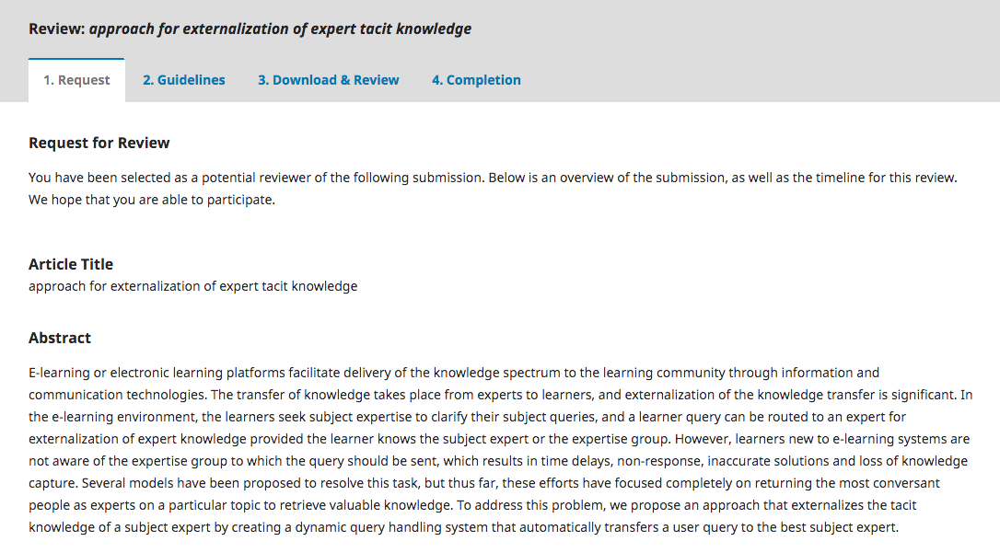 Review: approach for externalization of expert tacit knowledge
1. Request 2. Guidelines 3. Download & Review 4. Completion
Request for Review
You have been selected as a potential reviewer of the following submission. Below is an overview of the submission, as well as the timeline for this review.
We hope that you are able to participate.
Article Title
approach for externalization of expert tacit knowledge
Abstract
E-learning or electronic learning platforms facilitate delivery of the knowledge spectrum to the learning community through information and
communication technologies. The transfer of knowledge takes place from experts to learners, and externalization of the knowledge transfer is significant. In
the e-learning environment, the learners seek subject expertise to clarify their subject queries, and a learner query can be routed to an expert for
externalization of expert knowledge provided the learner knows the subject expert or the expertise group. However, learners new to e-learning systems are
not aware of the expertise group to which the query should be sent, which results in time delays, non-response, inaccurate solutions and loss of knowledge
capture. Several models have been proposed to resolve this task, but thus far, these efforts have focused completely on returning the most conversant
people as experts on a particular topic to retrieve valuable knowledge. To address this problem, we propose an approach that externalizes the tacit
knowledge of a subject expert by creating a dynamic query handling system that automatically transfers a user query to the best subject expert.